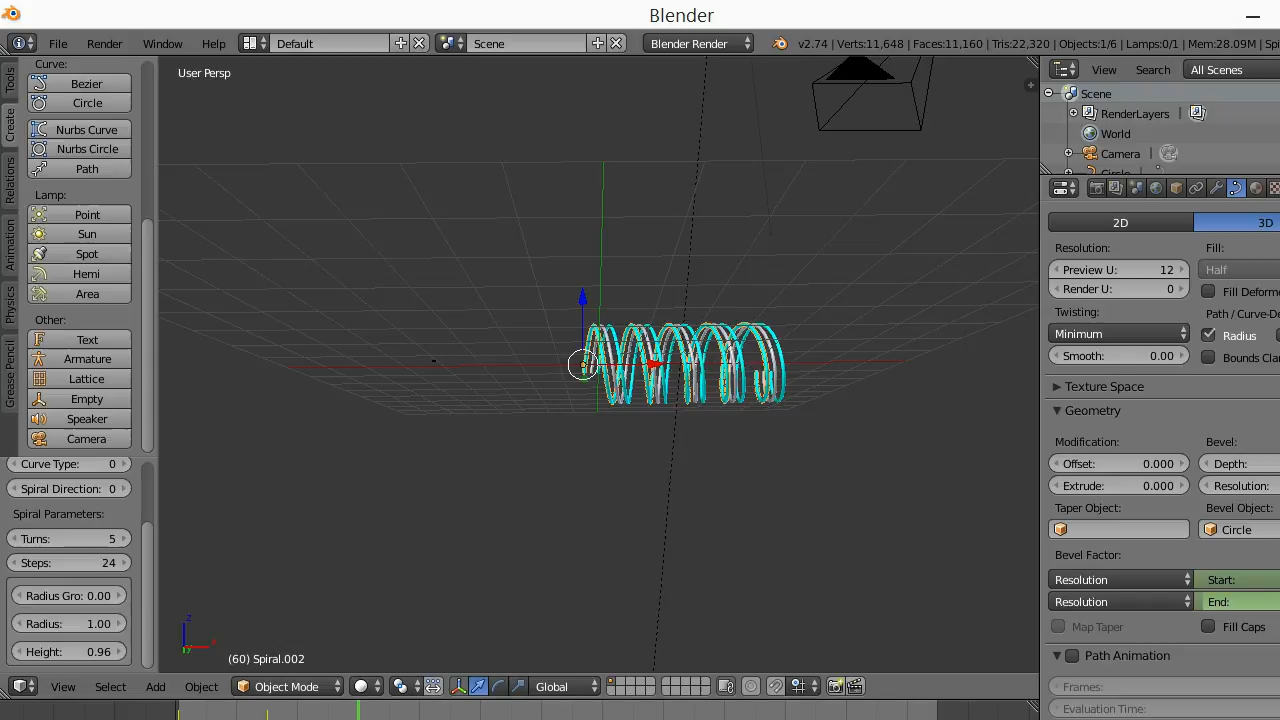 Blender
File Render Window Help Default Scene Blender Render v2.74 | Verts:11,648 | Faces:11,160 | Tris:22,320 | Objects:1/6 | Lamps:0/1 | Mem:28.09M | Spi
Tools
Create
Relations
Animation
Physics
Grease Pencil
Curve:
Bezier
Circle
Nurbs Curve
Nurbs Circle
Path
Lamp:
Point
Sun
Spot
Hemi
Area
Other:
Text
Armature
Lattice
Empty
Speaker
Camera
Curve Type: 0
Spiral Direction: 0
Spiral Parameters:
Turns: 5
Steps: 24
Radius Gro: 0.00
Radius: 1.00
Height: 0.96
User Persp
z
x
y
(60) Spiral.002
View Select Add Object Object Mode Global
View Search All Scenes
Scene
RenderLayers
World
Camera
Circle
2D 3D
Resolution: Fill:
Preview U: 12 Half
Render U: 0 Fill Deforme
Twisting: Path / Curve-De
Minimum Radius
Smooth: 0.00 Bounds Cla
Texture Space
Geometry
Modification: Bevel:
Offset: 0.000 Depth:
Extrude: 0.000 Resolution:
Taper Object: Bevel Object:
Circle
Bevel Factor:
Resolution Start:
Resolution End:
Map Taper Fill Caps
Path Animation
Frames:
Evaluation Time: